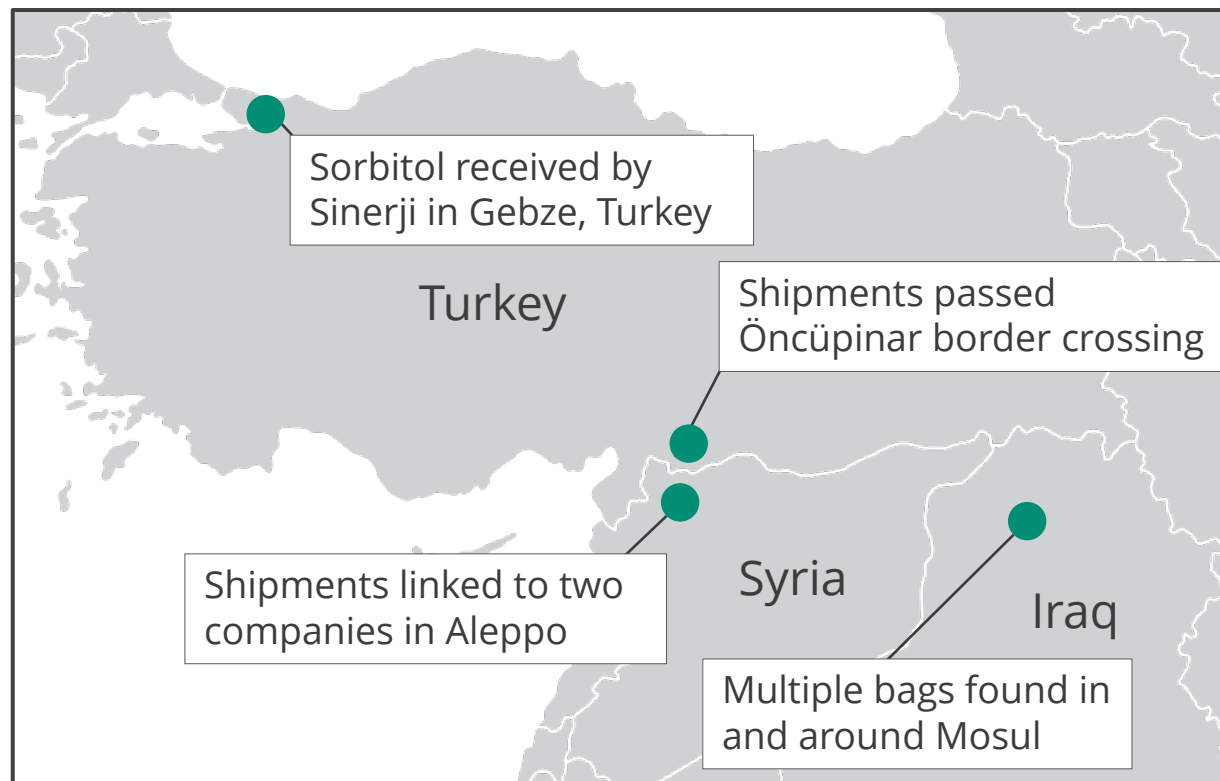 Sorbitol received by
Sinerji in Gebze, Turkey
Turkey
Shipments passed
Öncüpinar border crossing
Shipments linked to two
companies in Aleppo
Syria
Iraq
Multiple bags found in
and around Mosul